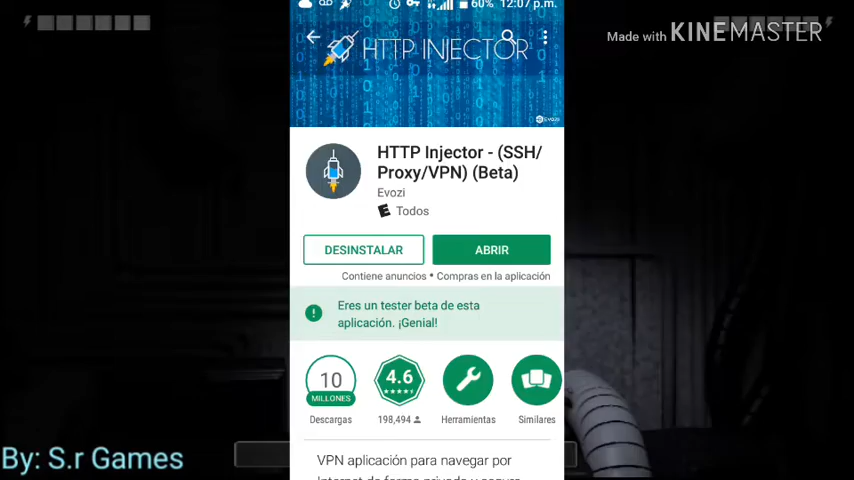 60% 12:07 p.m.
Made with KINEMASTER
HTTP INJECTOR
Evozi
HTTP Injector - (SSH/
Proxy/VPN) (Beta)
Evozi
E Todos
DESINSTALAR
ABRIR
Contiene anuncios • Compras en la aplicación
Eres un tester beta de esta
aplicación. ¡Genial!
10
MILLONES
4.6
Descargas
198,494
Herramientas
Similares
VPN aplicación para navegar por
By: S.r Games